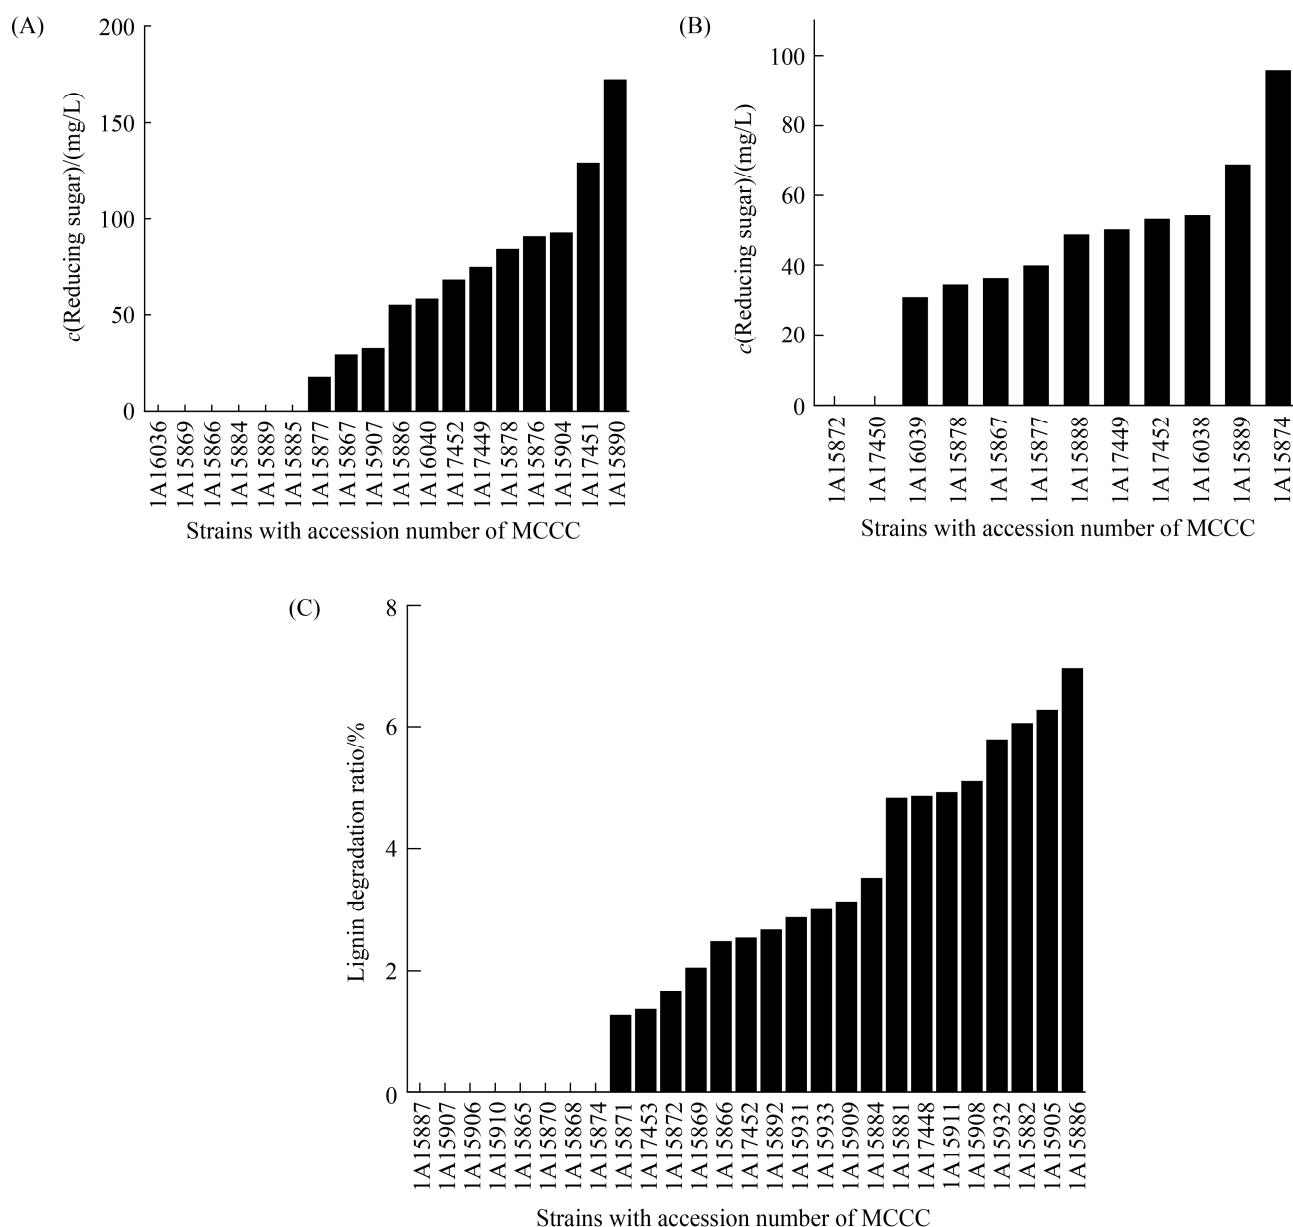 (A)
200
150
100
50
0
c(Reducing sugar)/(mg/L)
1A16036
1A15869
1A15866
1A15884
1A15889
1A15885
1A15877
1A15867
1A15907
1A15886
1A16040
1A17452
1A17449
1A15878
1A15876
1A15904
1A17451
1A15890
Strains with accession number of MCCC
(B)
100
80
60
40
20
0
c(Reducing sugar)/(mg/L)
1A15872
1A17450
1A16039
1A15878
1A15867
1A15877
1A15888
1A17449
1A17452
1A16038
1A15889
1A15874
Strains with accession number of MCCC
(C)
8
6
4
2
0
Lignin degradation ratio/%
1A15887
1A15907
1A15906
1A15910
1A15865
1A15870
1A15868
1A15874
1A15871
1A17453
1A15872
1A15869
1A15866
1A17452
1A15892
1A15931
1A15933
1A15909
1A15884
1A15881
1A17448
1A15911
1A15908
1A15932
1A15882
1A15905
1A15886
Strains with accession number of MCCC